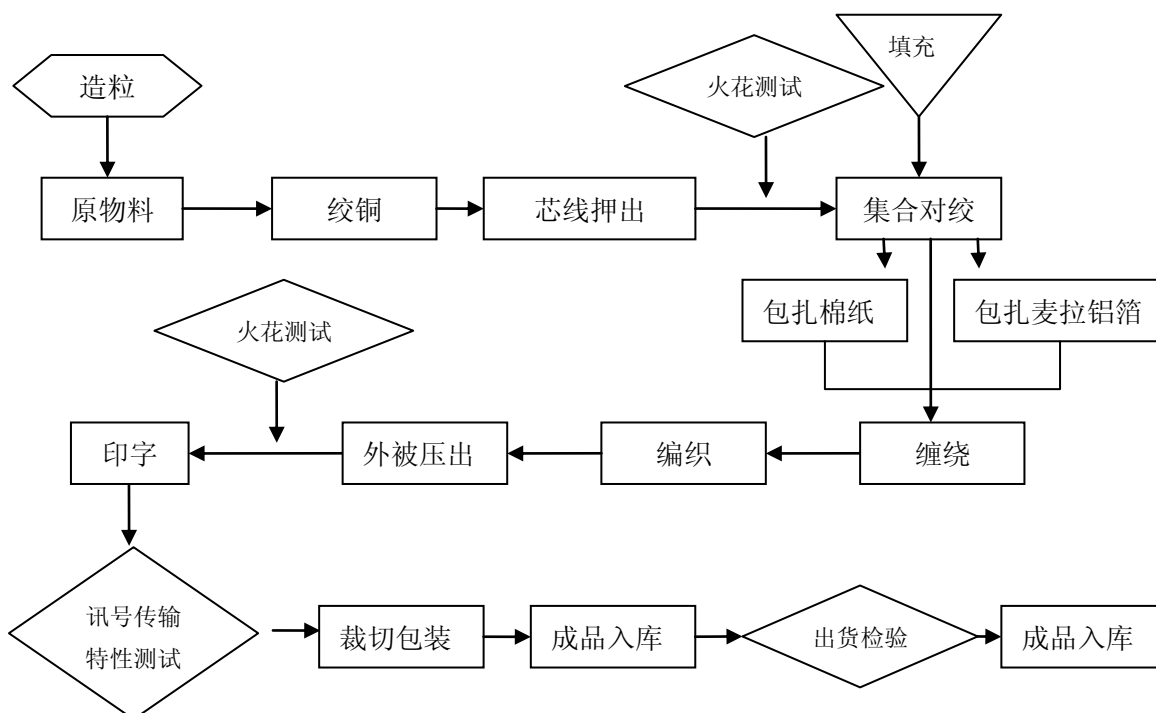 填充
造粒
火花测试
原物料
绞铜
芯线押出
集合对绞
包扎棉纸
包扎麦拉铝箔
火花测试
印字
外被压出
编织
缠绕
讯号传输
特性测试
裁切包装
成品入库
出货检验
成品入库